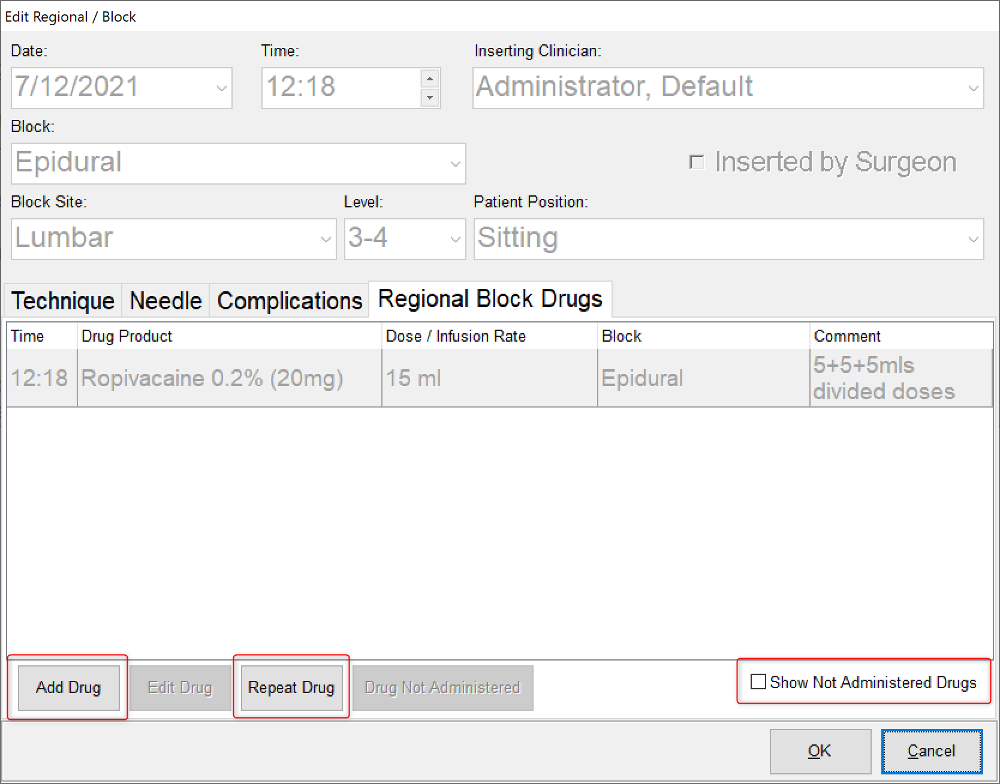 Edit Regional / Block
Date: Time: Inserting Clinician:
7/12/2021 12:18 Administrator, Default
Block:
Epidural Inserted by Surgeon
Block Site: Level: Patient Position:
Lumbar 3-4 Sitting
Technique Needle Complications Regional Block Drugs
Time Drug Product Dose / Infusion Rate Block Comment
12:18 Ropivacaine 0.2% (20mg) 15 ml Epidural 5+5+5mls
divided doses
Add Drug Edit Drug Repeat Drug Drug Not Administered Show Not Administered Drugs
OK Cancel